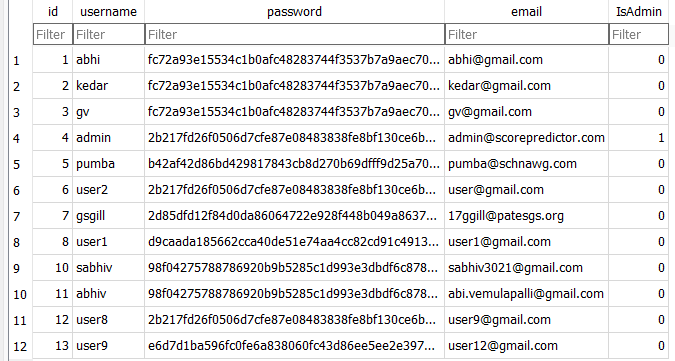 id username password email IsAdmin
Filter Filter Filter Filter Filter
1 1 abhi fc72a93e15534c1b0afc48283744f3537b7a9aec70... abhi@gmail.com 0
2 2 kedar fc72a93e15534c1b0afc48283744f3537b7a9aec70... kedar@gmail.com 0
3 3 gv fc72a93e15534c1b0afc48283744f3537b7a9aec70... gv@gmail.com 0
4 4 admin 2b217fd26f0506d7cfe87e08483838fe8bf130ce6b... admin@scorepredictor.com 1
5 5 pumba b42af42d86bd429817843cb8d270b69dfff9d25a70... pumba@schnawg.com 0
6 6 user2 2b217fd26f0506d7cfe87e08483838fe8bf130ce6b... user@gmail.com 0
7 7 gsgill 2d85fd12f84d0da86064722e928f448b049a8637... 17ggill@patesgs.org 0
8 8 user1 d9caada185662cca40de51e74aa4cc82cd91c4913... user1@gmail.com 0
9 10 sabhiv 98f04275788786920b9b5285c1d993e3dbdf6c878... sabhiv3021@gmail.com 0
10 11 abhiv 98f04275788786920b9b5285c1d993e3dbdf6c878... abi.vemulapalli@gmail.com 0
11 12 user8 2b217fd26f0506d7cfe87e08483838fe8bf130ce6b... user9@gmail.com 0
12 13 user9 e6d7d1ba596fc0fe6a838060fc43d86ee5ee2e397... user12@gmail.com 0